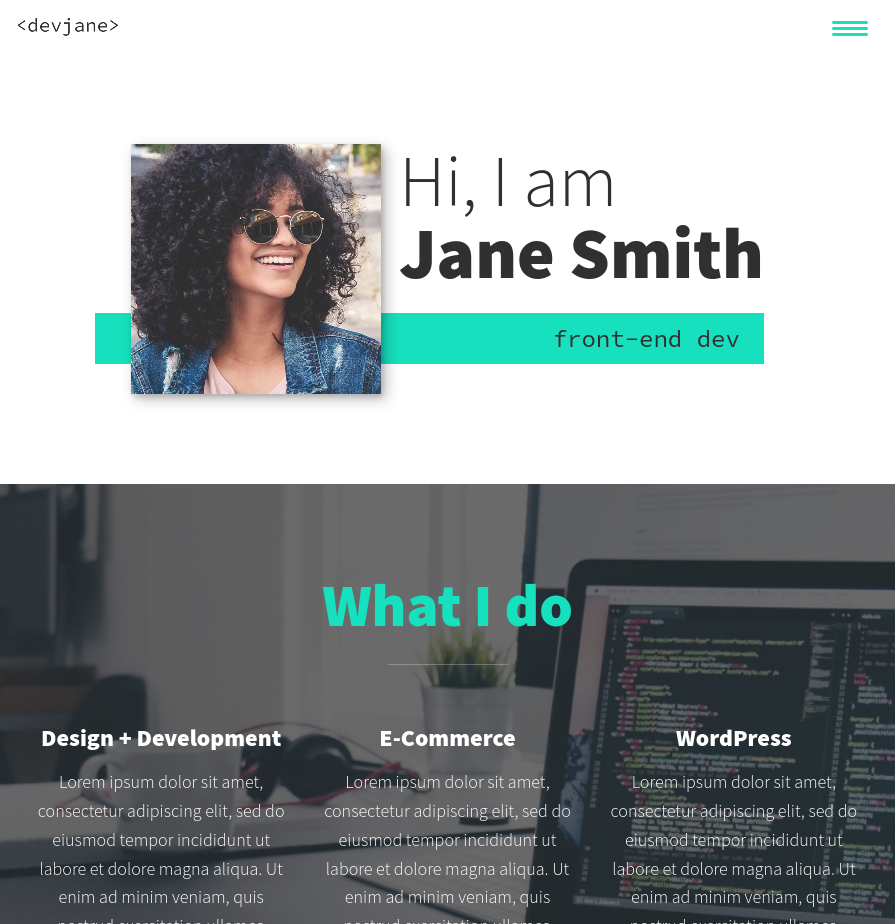 <devjane>
Hi, I am
Jane Smith
front-end dev
What I do
Design + Development
Lorem ipsum dolor sit amet,
consectetur adipiscing elit, sed do
eiusmod tempor incididunt ut
labore et dolore magna aliqua. Ut
enim ad minim veniam, quis
E-Commerce
Lorem ipsum dolor sit amet,
consectetur adipiscing elit, sed do
eiusmod tempor incididunt ut
labore et dolore magna aliqua. Ut
enim ad minim veniam, quis
WordPress
Lorem ipsum dolor sit amet,
consectetur adipiscing elit, sed do
eiusmod tempor incididunt ut
labore et dolore magna aliqua. Ut
enim ad minim veniam, quis